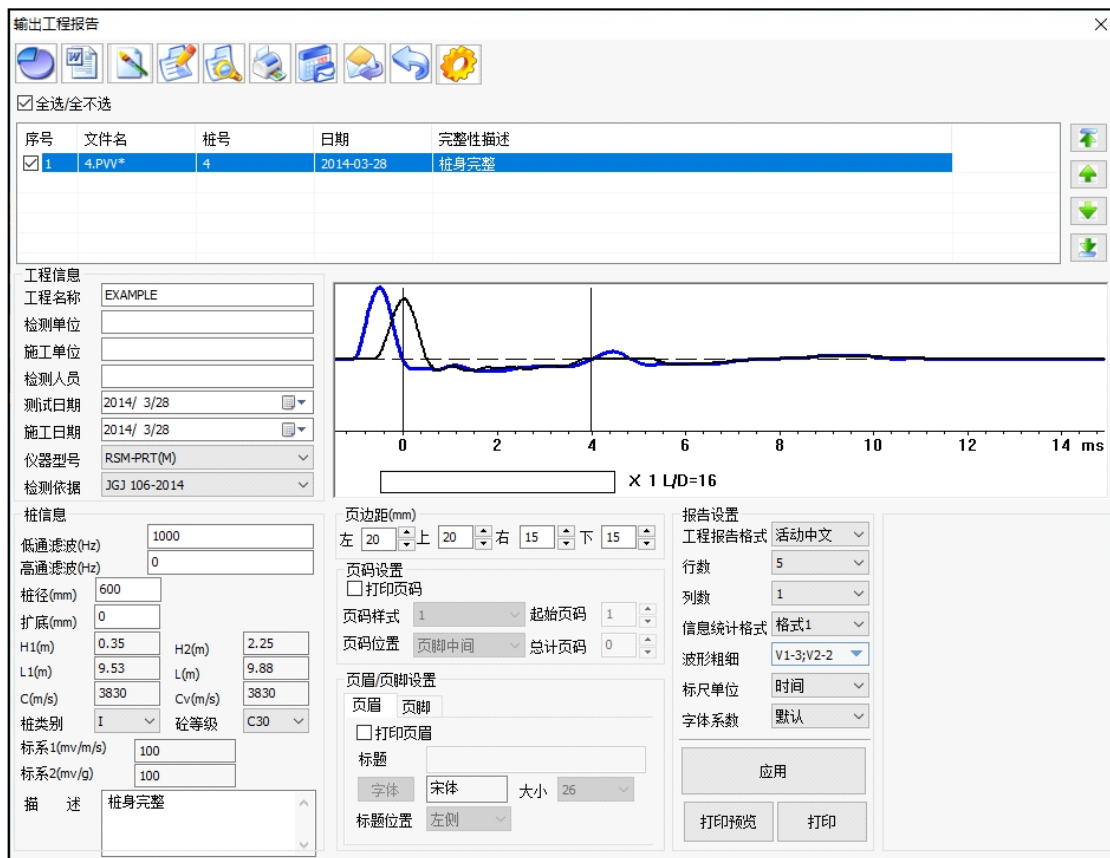 输出工程报告
全选/全不选
序号 文件名 桩号 日期 完整性描述
1 4.PVV* 4 2014-03-28 桩身完整
工程信息
工程名称 EXAMPLE
检测单位
施工单位
检测人员
测试日期 2014/ 3/28
施工日期 2014/ 3/28
仪器型号 RSM-PRT(M)
检测依据 JGJ 106-2014
0 2 4 6 8 10 12 14 ms
X 1 L/D=16
桩信息
低通滤波(Hz) 1000
高通滤波(Hz) 0
桩径(mm) 600
扩底(mm) 0
H1(m) 0.35 H2(m) 2.25
L1(m) 9.53 L(m) 9.88
C(m/s) 3830 Cv(m/s) 3830
桩类别 I 砼等级 C30
标系1(mv/m/s) 100
标系2(mv/g) 100
描 述 桩身完整
页边距(mm)
左 20 上 20 右 15 下 15
页码设置
打印页码
页码样式 1 起始页码 1
页码位置 页脚中间 总计页码 0
页眉/页脚设置
页眉 页脚
打印页眉
标题
字体 宋体 大小 26
标题位置 左侧
报告设置
工程报告格式 活动中文
行数 5
列数 1
信息统计格式 格式1
波形粗细 V1-3;V2-2
标尺单位 时间
字体系数 默认
应用
打印预览 打印